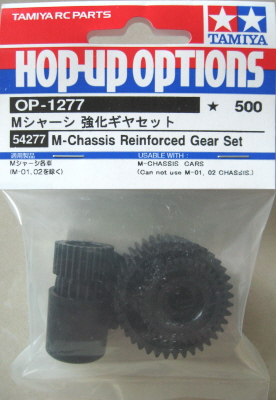 TAMIYA RC PARTS
TAMIYA
HOP-UP OPTIONS
OP-1277
★ 500
Mシャーシ 強化ギヤセット
54277 M-Chassis Reinforced Gear Set
適用製品
USABLE WITH :
Mシャーシ各車
M-CHASSIS CARS
(M-01,02を除く)
(Can not use M-01, 02 CHASSIS.)